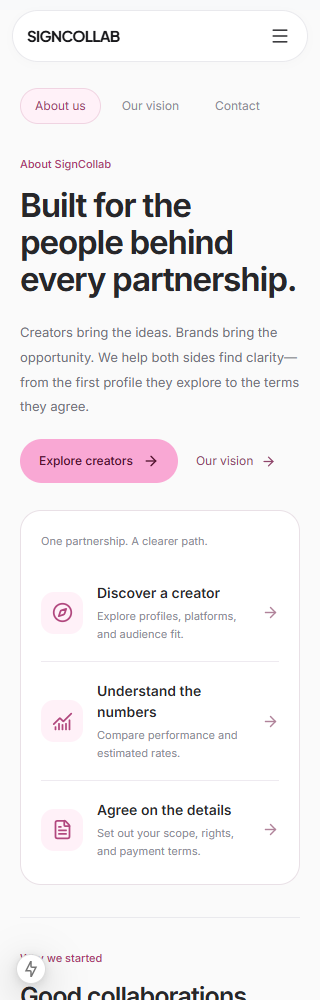 SIGNCOLLAB
About us
Our vision
Contact
About SignCollab
Built for the
people behind
every partnership.
Creators bring the ideas. Brands bring the
opportunity. We help both sides find clarity—
from the first profile they explore to the terms
they agree.
Explore creators
Our vision
One partnership. A clearer path.
Discover a creator
Explore profiles, platforms,
and audience fit.
Understand the
numbers
Compare performance and
estimated rates.
Agree on the details
Set out your scope, rights,
and payment terms.
we started
Good collaborations